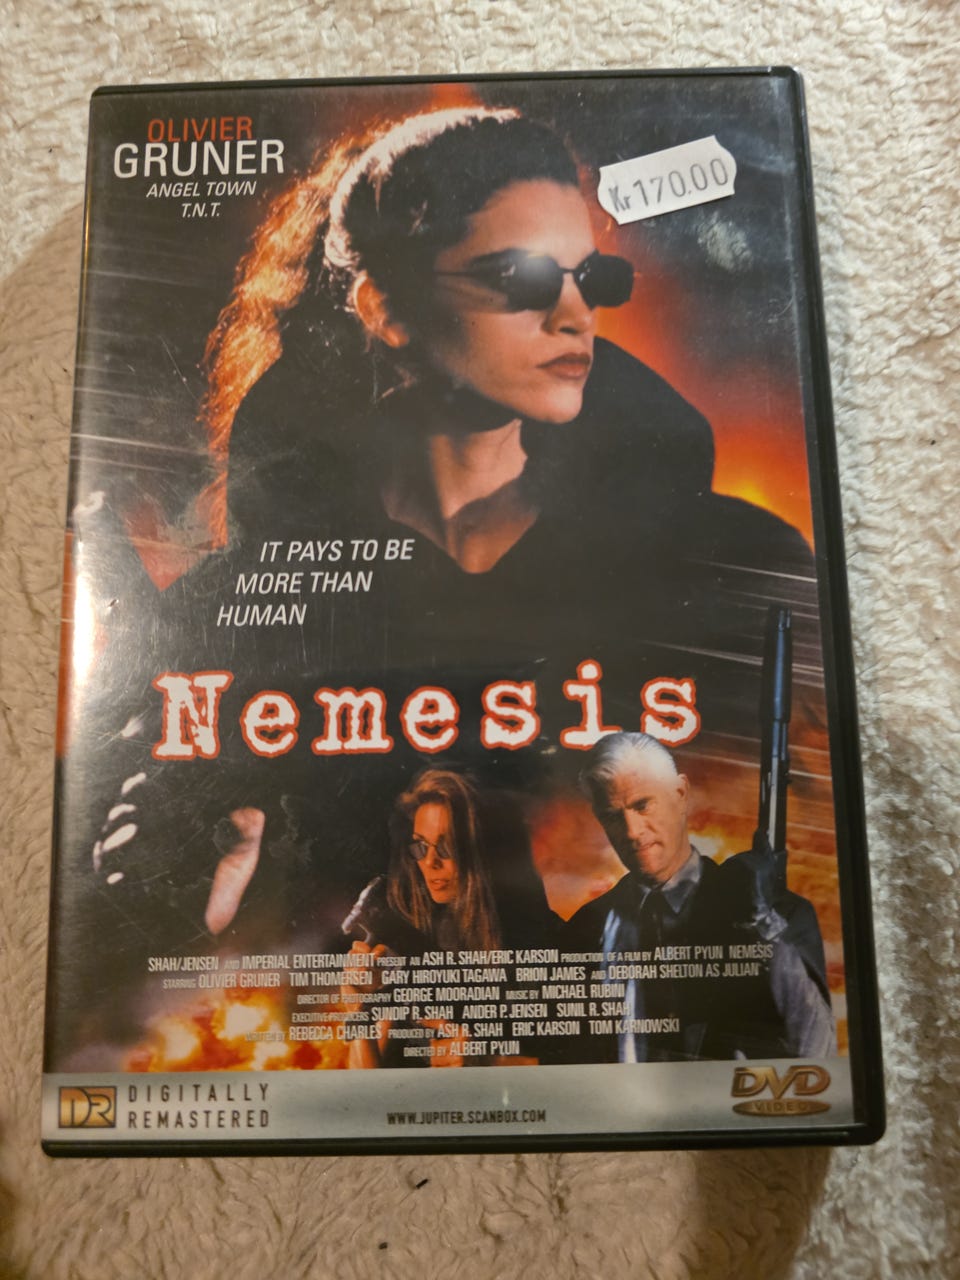 OLIVIER
GRUNER
ANGEL TOWN
T.N.T.
Kr 170.00
IT PAYS TO BE
MORE THAN
HUMAN
Nemesis
SHAH/JENSEN AND IMPERIAL ENTERTAINMENT PRESENT AN ASH R. SHAH/ERIC KARSON PRODUCTION OF A FILM BY ALBERT PYUN NEMESIS
STARRING OLIVIER GRUNER TIM THOMERSEN GARY HIROYUKI TAGAWA BRION JAMES AND DEBORAH SHELTON AS JULIAN
DIRECTOR OF PHOTOGRAPHY GEORGE MOORADIAN MUSIC BY MICHAEL RUBINI
EXECUTIVE PRODUCERS SUNDIP R. SHAH ANDER P. JENSEN SUNIL R. SHAH
WRITTEN BY REBECCA CHARLES PRODUCED BY ASH R. SHAH ERIC KARSON TOM KARNOWSKI
DIRECTED BY ALBERT PYUN
DR DIGITALLY
REMASTERED
WWW.JUPITER.SCANBOX.COM
DVD
VIDEO